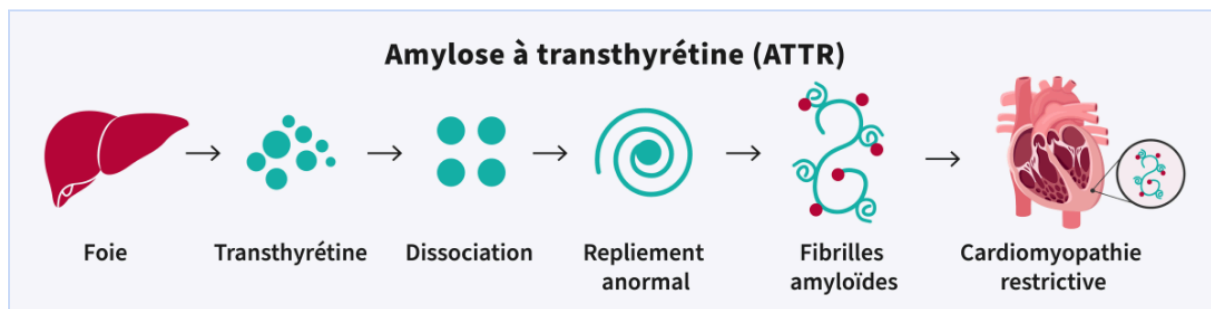 Amylose à transthyrétine (ATTR)
Foie
Transthyrétine
Dissociation
Repliement
anormal
Fibrilles
amyloïdes
Cardiomyopathie
restrictive